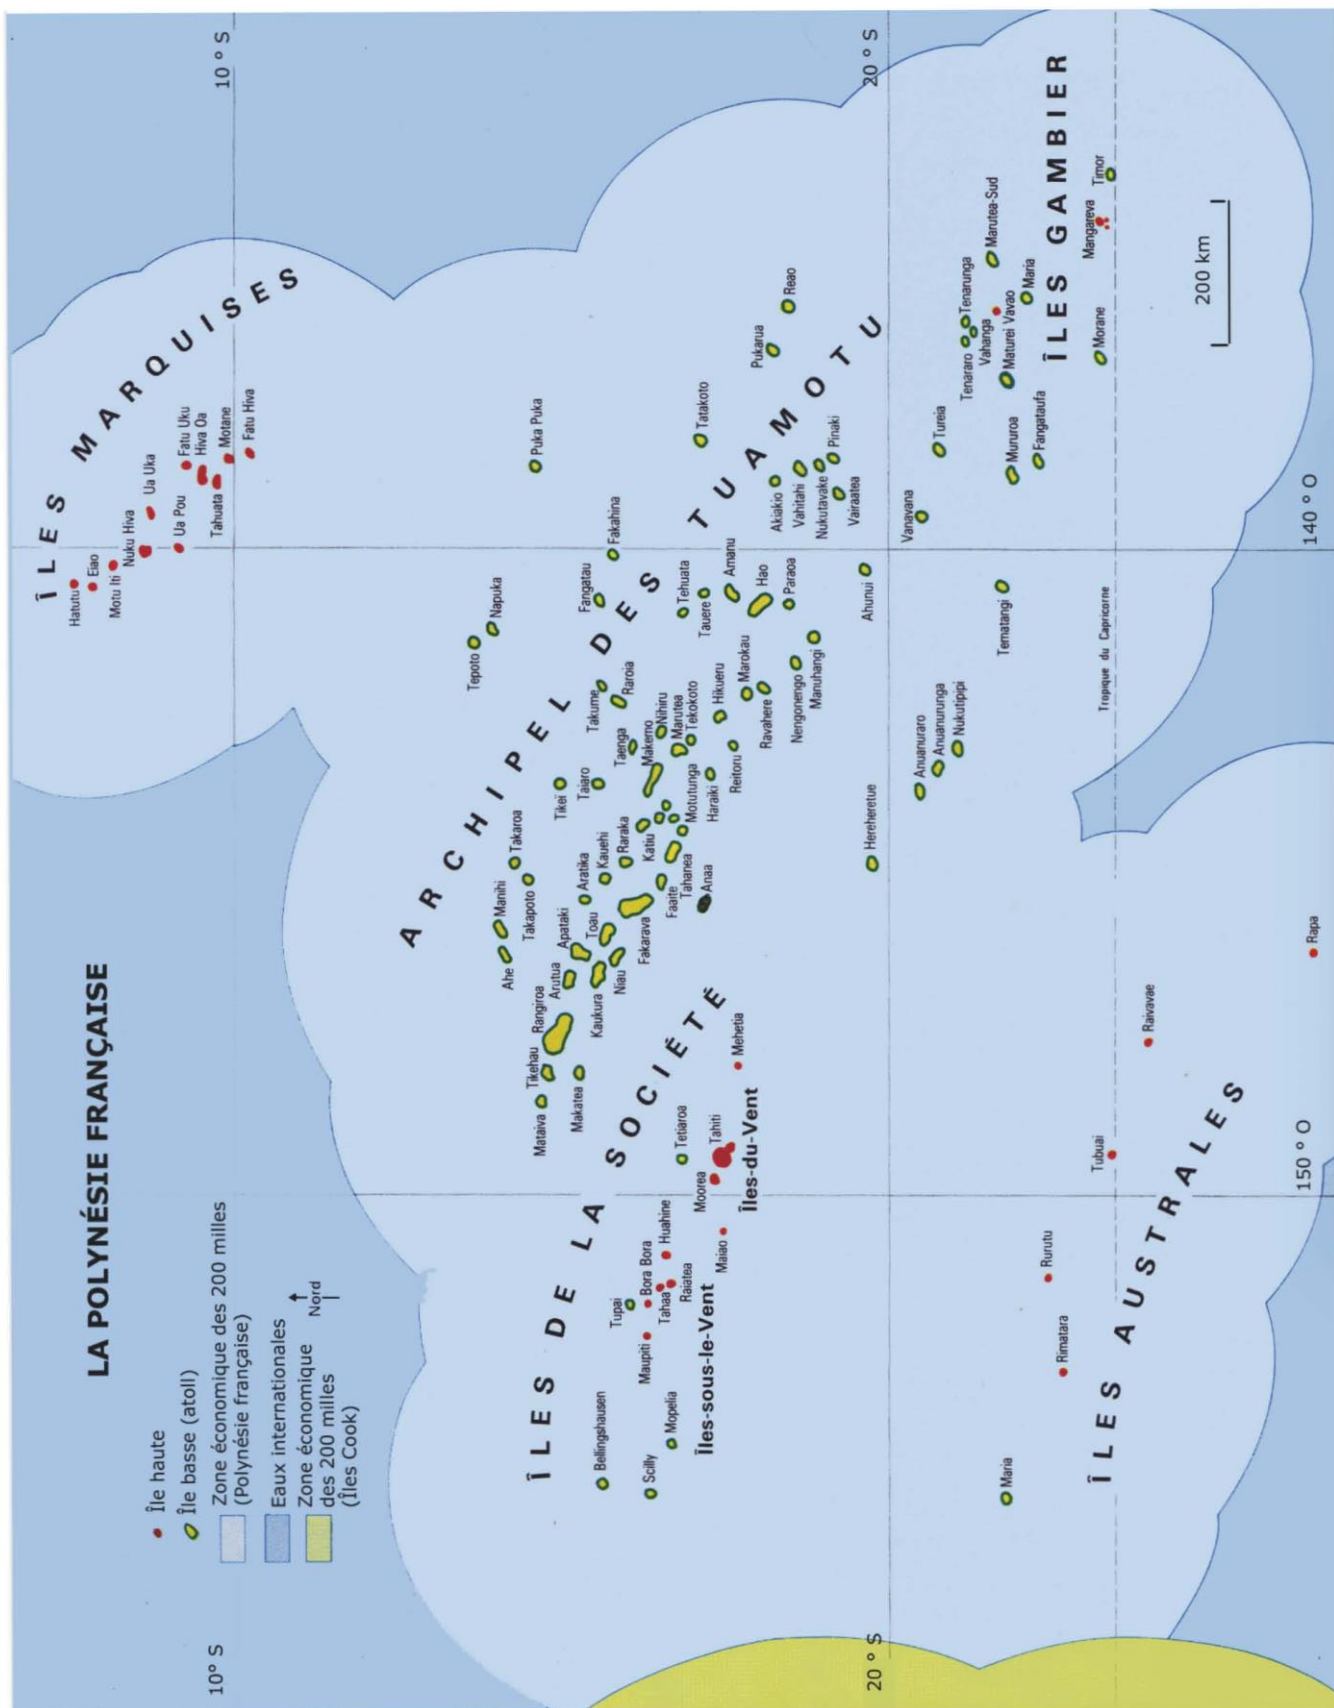 LA POLYNÉSIE FRANÇAISE
Île haute
Île basse (atoll)
Zone économique des 200 milles
(Polynésie française)
Eaux internationales
Zone économique
des 200 milles
(Îles Cook)
Nord
10° S
10° S
20° S
20° S
140° O
150° O
200 km
Tropique du Capricorne
ÎLES MARQUISES
Hatutu
Eiao
Motu Iti
Nuku Hiva
Ua Uka
Ua Pou
Fatu Uku
Hiva Oa
Tahuata
Motane
Fatu Hiva
ARCHIPEL DES TUAMOTU
Tepoto
Napuka
Puka Puka
Ahe
Manihi
Takapoto
Takaroa
Tikeï
Mataiva
Tikehau
Rangiroa
Makatea
Arutua
Apataki
Kaukura
Niau
Toau
Aratika
Kauehi
Raraka
Taiaro
Fakarava
Faaite
Katiu
Tahanea
Anaa
Motutunga
Makemo
Taenga
Nihiru
Marutea
Tekokoto
Takume
Raroia
Fangatau
Fakahina
Haraiki
Reitoru
Hikueru
Marokau
Ravahere
Nengonengo
Manuhangi
Tehuata
Tauere
Amanu
Hao
Paraoa
Tatakoto
Akiakio
Vahitahi
Nukutavake
Pinaki
Vairaatea
Pukarua
Reao
Ahunui
Vanavana
Tureia
Hereheretue
Anuanuraro
Anuanurunga
Nukutipipi
Tematangi
Mururoa
Fangataufa
Tenararo
Vahanga
Tenarunga
Maturei Vavao
Marutea-Sud
Maria
Morane
ÎLES GAMBIER
Mangareva
Timor
ÎLES DE LA SOCIÉTÉ
Bellingshausen
Scilly
Mopelia
Maupiti
Tupai
Bora Bora
Tahaa
Raiatea
Huahine
Îles-sous-le-Vent
Maiao
Moorea
Tetiaroa
Tahiti
Mehetia
Îles-du-Vent
ÎLES AUSTRALES
Maria
Rimatara
Rurutu
Tubuai
Raivavae
Rapa